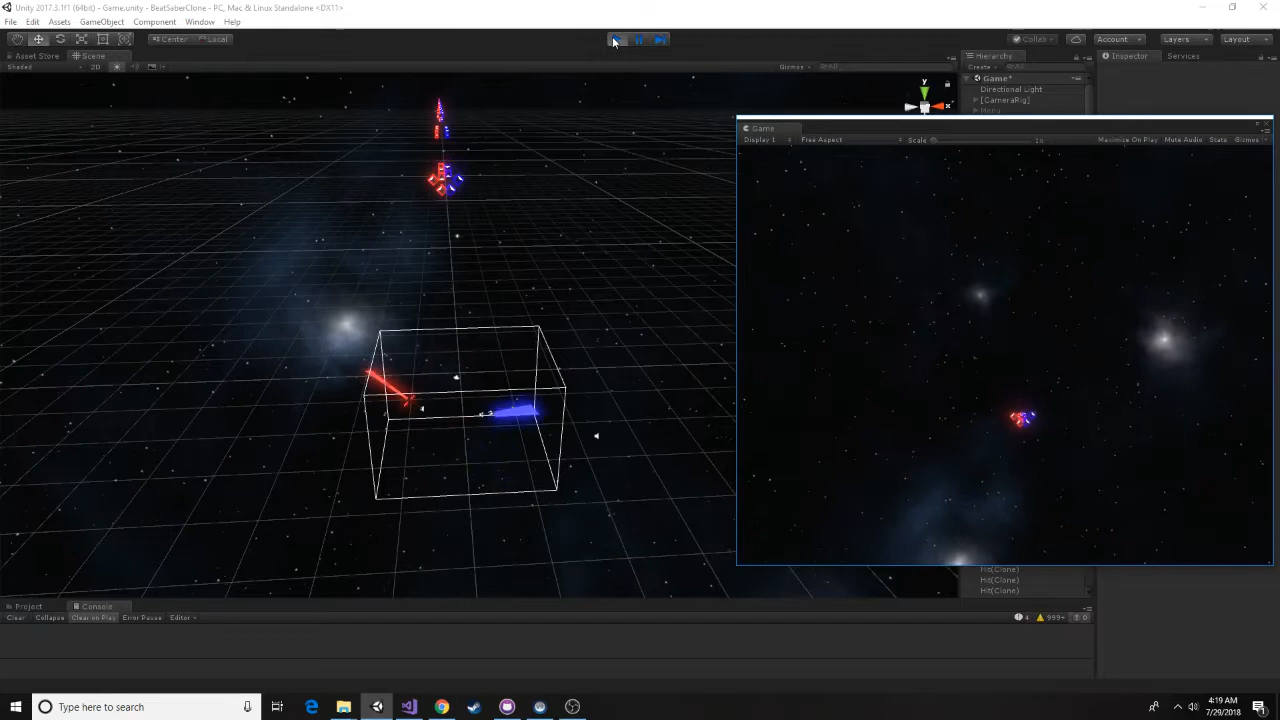 Unity 2017.3.1f1 (64bit) - Game.unity - BeatSaberClone - PC, Mac & Linux Standalone <DX11>
File Edit Assets GameObject Component Window Help
Center Local Collab Account Layers Layout
Asset Store Scene Hierarchy Inspector Services
Shaded 2D Gizmos Create
Game*
Directional Light
[CameraRig]
Menu
y
x
Game
Display 1 Free Aspect Scale 1x Maximize On Play Mute Audio Stats Gizmos
Hit(Clone)
Hit(Clone)
Hit(Clone)
Project Console
Clear Collapse Clear on Play Error Pause Editor 4 999+ 0
Type here to search
4:19 AM
7/29/2018